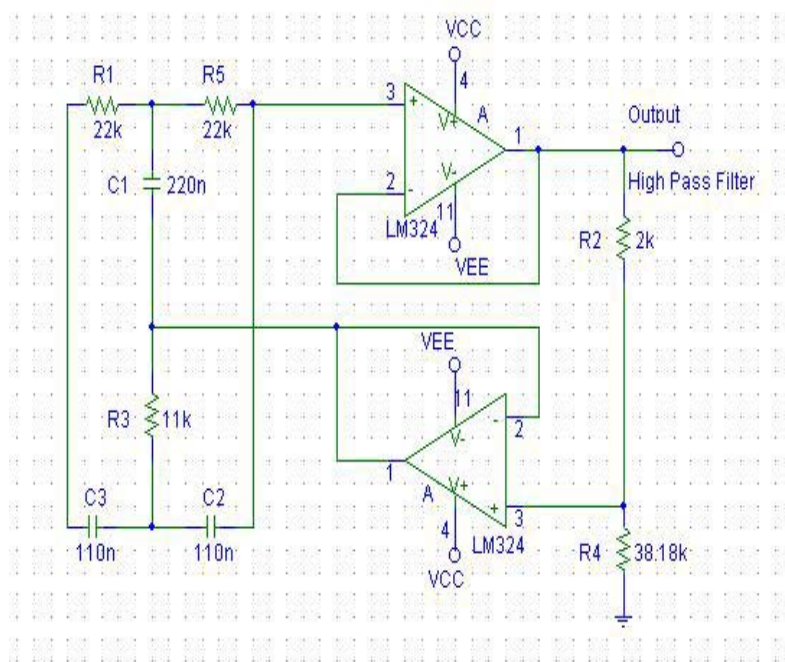 VCC
R1
R5
3
+
4
V+
A
22k
22k
1
Output
C1
220n
2
-
V-
11
High Pass Filter
LM324
VEE
R2
2k
VEE
11
R3
11k
V-
-
2
1
A
V+
+
3
C3
C2
4
LM324
R4
38.18k
110n
110n
VCC